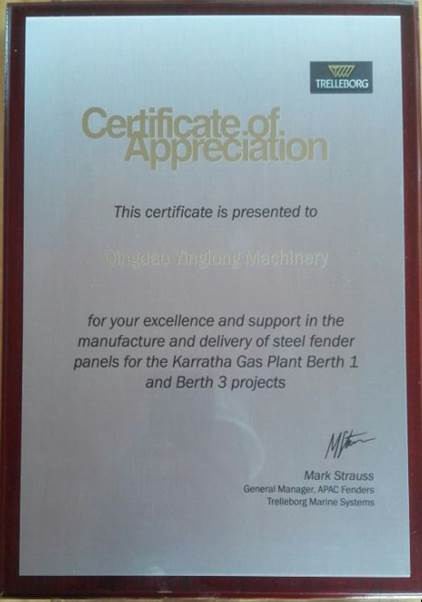 TRELLEBORG
Certificate of
Appreciation
This certificate is presented to
Qingdao Yinglong Machinery
for your excellence and support in the
manufacture and delivery of steel fender
panels for the Karratha Gas Plant Berth 1
and Berth 3 projects
Mark Strauss
General Manager, APAC Fenders
Trelleborg Marine Systems